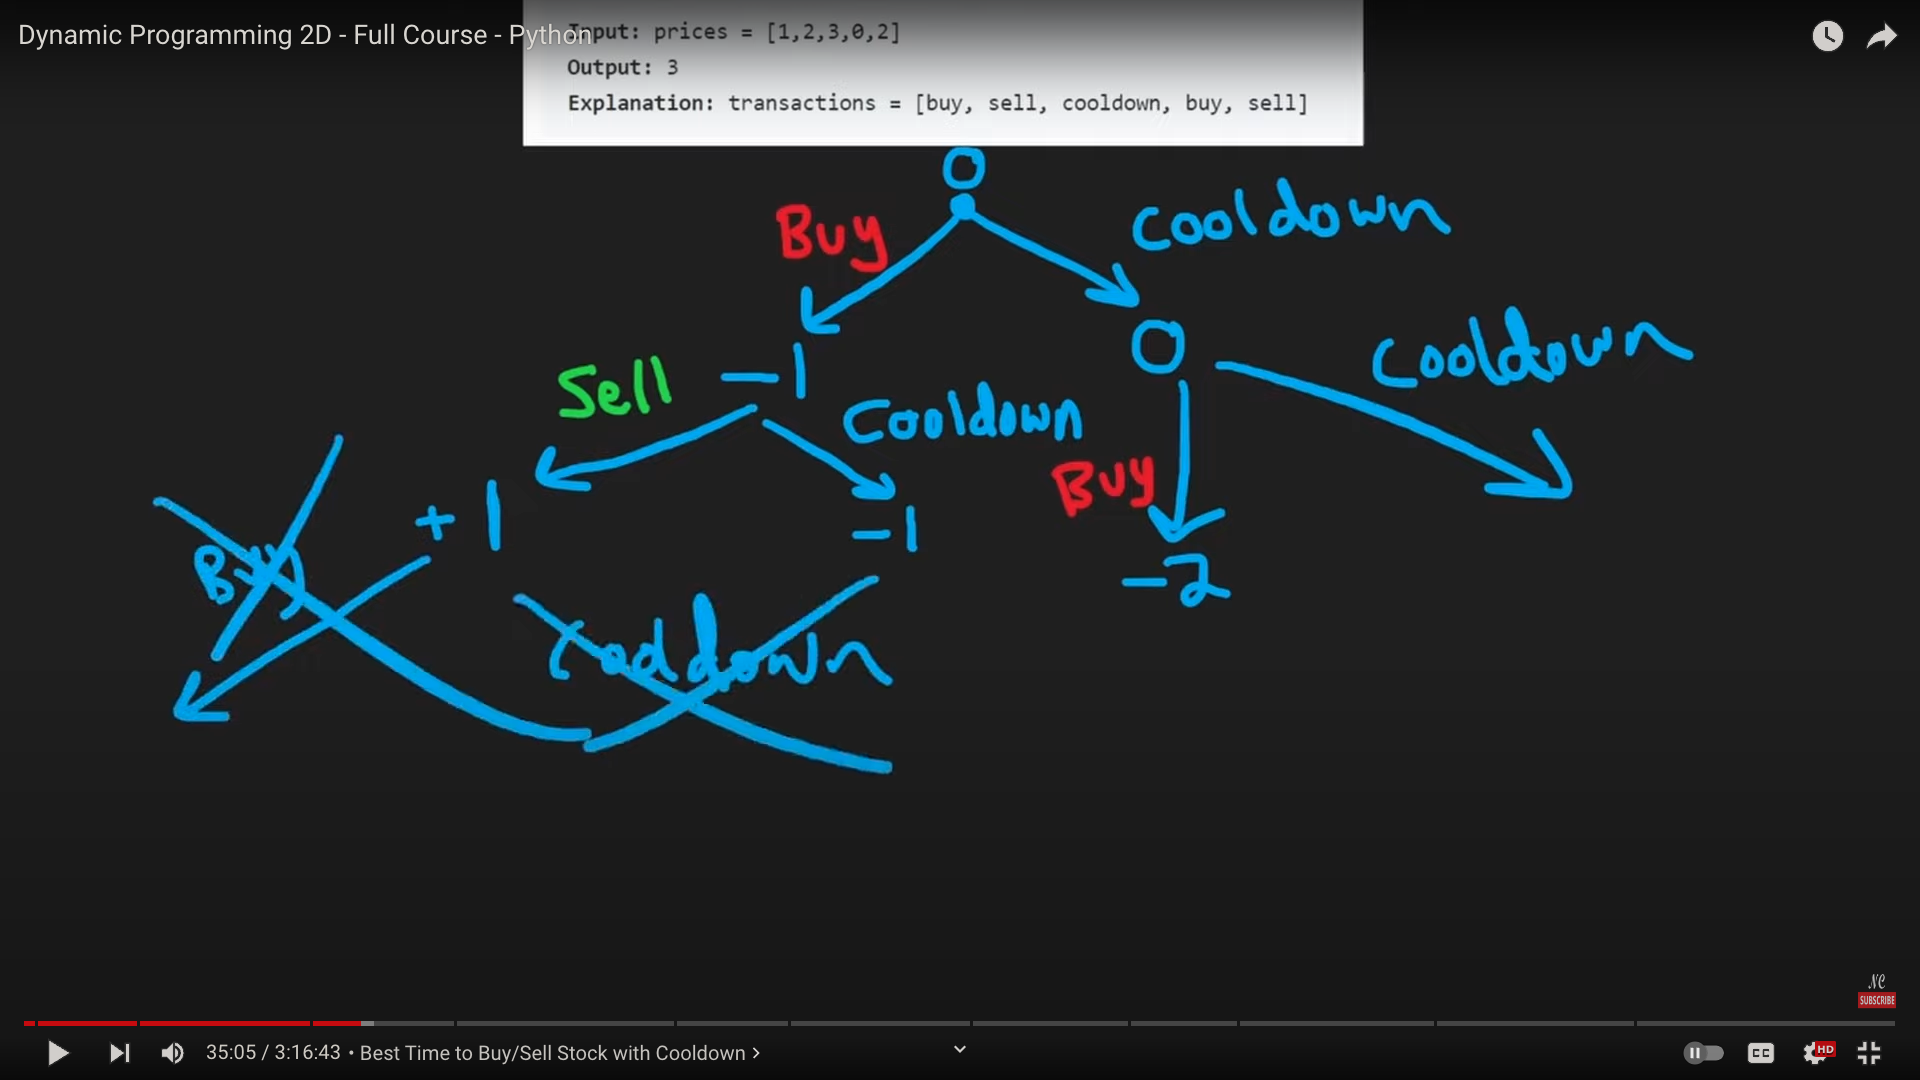 Dynamic Programming 2D - Full Course - Python
Input: prices = [1,2,3,0,2]
Output: 3
Explanation: transactions = [buy, sell, cooldown, buy, sell]
0
Buy
Cooldown
-1
0
Sell
Cooldown
Cooldown
+1
-1
Buy
-2
Buy
Cooldown
NC
SUBSCRIBE
35:05 / 3:16:43 • Best Time to Buy/Sell Stock with Cooldown >
CC
HD